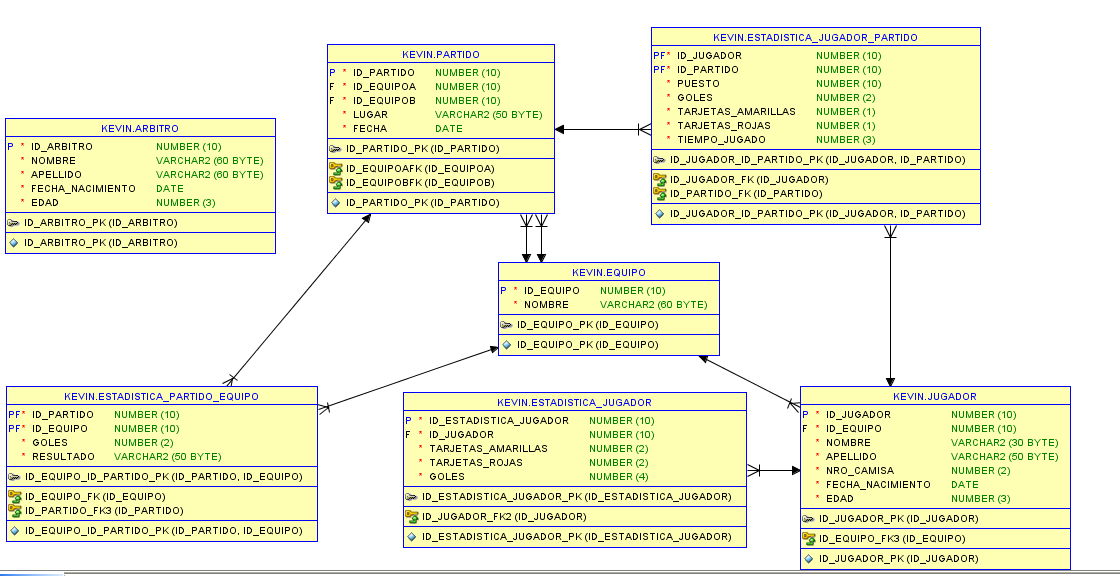 KEVIN.PARTIDO
P * ID_PARTIDO NUMBER (10)
F * ID_EQUIPOA NUMBER (10)
F * ID_EQUIPOB NUMBER (10)
* LUGAR VARCHAR2 (50 BYTE)
* FECHA DATE
ID_PARTIDO_PK (ID_PARTIDO)
ID_EQUIPOAFK (ID_EQUIPOA)
ID_EQUIPOBFK (ID_EQUIPOB)
ID_PARTIDO_PK (ID_PARTIDO)
KEVIN.ESTADISTICA_JUGADOR_PARTIDO
PF* ID_JUGADOR NUMBER (10)
PF* ID_PARTIDO NUMBER (10)
* PUESTO NUMBER (10)
* GOLES NUMBER (2)
* TARJETAS_AMARILLAS NUMBER (1)
* TARJETAS_ROJAS NUMBER (1)
* TIEMPO_JUGADO NUMBER (3)
ID_JUGADOR_ID_PARTIDO_PK (ID_JUGADOR, ID_PARTIDO)
ID_JUGADOR_FK (ID_JUGADOR)
ID_PARTIDO_FK (ID_PARTIDO)
ID_JUGADOR_ID_PARTIDO_PK (ID_JUGADOR, ID_PARTIDO)
KEVIN.ARBITRO
P * ID_ARBITRO NUMBER (10)
* NOMBRE VARCHAR2 (60 BYTE)
* APELLIDO VARCHAR2 (60 BYTE)
* FECHA_NACIMIENTO DATE
* EDAD NUMBER (3)
ID_ARBITRO_PK (ID_ARBITRO)
ID_ARBITRO_PK (ID_ARBITRO)
KEVIN.EQUIPO
P * ID_EQUIPO NUMBER (10)
* NOMBRE VARCHAR2 (60 BYTE)
ID_EQUIPO_PK (ID_EQUIPO)
ID_EQUIPO_PK (ID_EQUIPO)
KEVIN.ESTADISTICA_PARTIDO_EQUIPO
PF* ID_PARTIDO NUMBER (10)
PF* ID_EQUIPO NUMBER (10)
* GOLES NUMBER (2)
* RESULTADO VARCHAR2 (50 BYTE)
ID_EQUIPO_ID_PARTIDO_PK (ID_PARTIDO, ID_EQUIPO)
ID_EQUIPO_FK (ID_EQUIPO)
ID_PARTIDO_FK3 (ID_PARTIDO)
ID_EQUIPO_ID_PARTIDO_PK (ID_PARTIDO, ID_EQUIPO)
KEVIN.ESTADISTICA_JUGADOR
P * ID_ESTADISTICA_JUGADOR NUMBER (10)
F * ID_JUGADOR NUMBER (10)
* TARJETAS_AMARILLAS NUMBER (2)
* TARJETAS_ROJAS NUMBER (2)
* GOLES NUMBER (4)
ID_ESTADISTICA_JUGADOR_PK (ID_ESTADISTICA_JUGADOR)
ID_JUGADOR_FK2 (ID_JUGADOR)
ID_ESTADISTICA_JUGADOR_PK (ID_ESTADISTICA_JUGADOR)
KEVIN.JUGADOR
P * ID_JUGADOR NUMBER (10)
F * ID_EQUIPO NUMBER (10)
* NOMBRE VARCHAR2 (30 BYTE)
* APELLIDO VARCHAR2 (50 BYTE)
* NRO_CAMISA NUMBER (2)
* FECHA_NACIMIENTO DATE
* EDAD NUMBER (3)
ID_JUGADOR_PK (ID_JUGADOR)
ID_EQUIPO_FK3 (ID_EQUIPO)
ID_JUGADOR_PK (ID_JUGADOR)